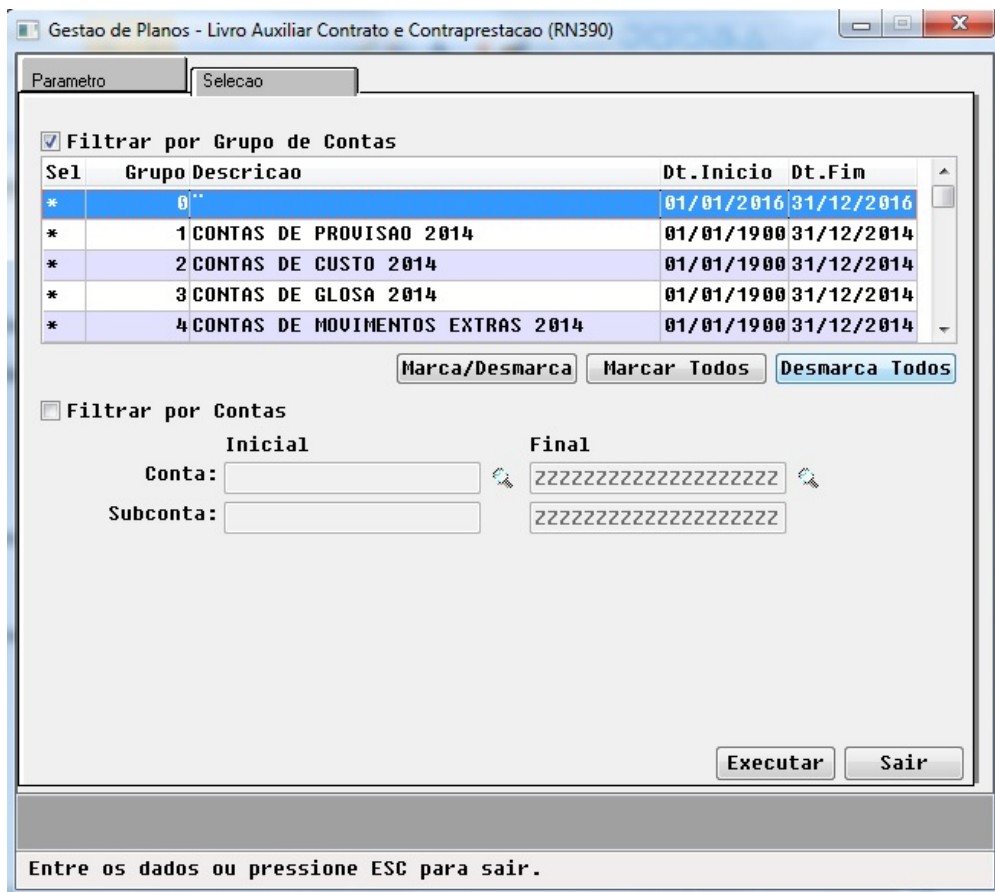 Gestao de Planos - Livro Auxiliar Contrato e Contraprestacao (RN390)
Parametro Selecao
Filtrar por Grupo de Contas
Sel Grupo Descricao Dt.Inicio Dt.Fim
* 0 ¨ 01/01/2016 31/12/2016
* 1 CONTAS DE PROVISAO 2014 01/01/1900 31/12/2014
* 2 CONTAS DE CUSTO 2014 01/01/1900 31/12/2014
* 3 CONTAS DE GLOSA 2014 01/01/1900 31/12/2014
* 4 CONTAS DE MOVIMENTOS EXTRAS 2014 01/01/1900 31/12/2014
Marca/Desmarca Marcar Todos Desmarca Todos
Filtrar por Contas
Inicial Final
Conta: ZZZZZZZZZZZZZZZZZZZZ
Subconta: ZZZZZZZZZZZZZZZZZZZZ
Executar Sair
Entre os dados ou pressione ESC para sair.